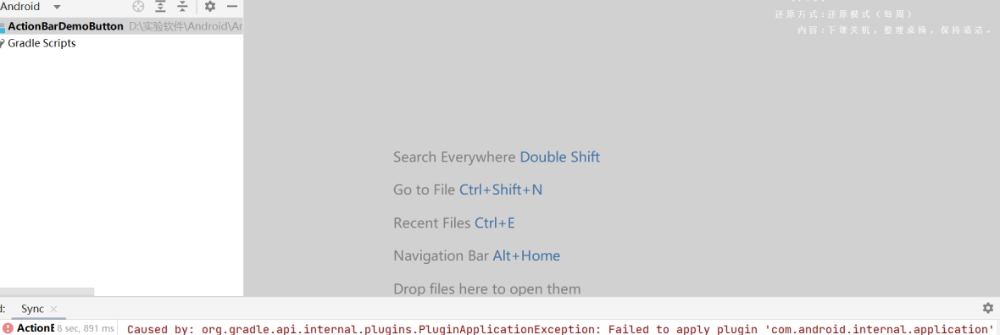 Android
还原方式:还原模式(每周)
内容:下课关机，整理桌椅，保持清洁。
ActionBarDemoButton D:\实验软件\Android\Ar
Gradle Scripts
Search Everywhere Double Shift
Go to File Ctrl+Shift+N
Recent Files Ctrl+E
Navigation Bar Alt+Home
Drop files here to open them
d: Sync
ActionE 8 sec, 891 ms Caused by: org.gradle.api.internal.plugins.PluginApplicationException: Failed to apply plugin 'com.android.internal.application'